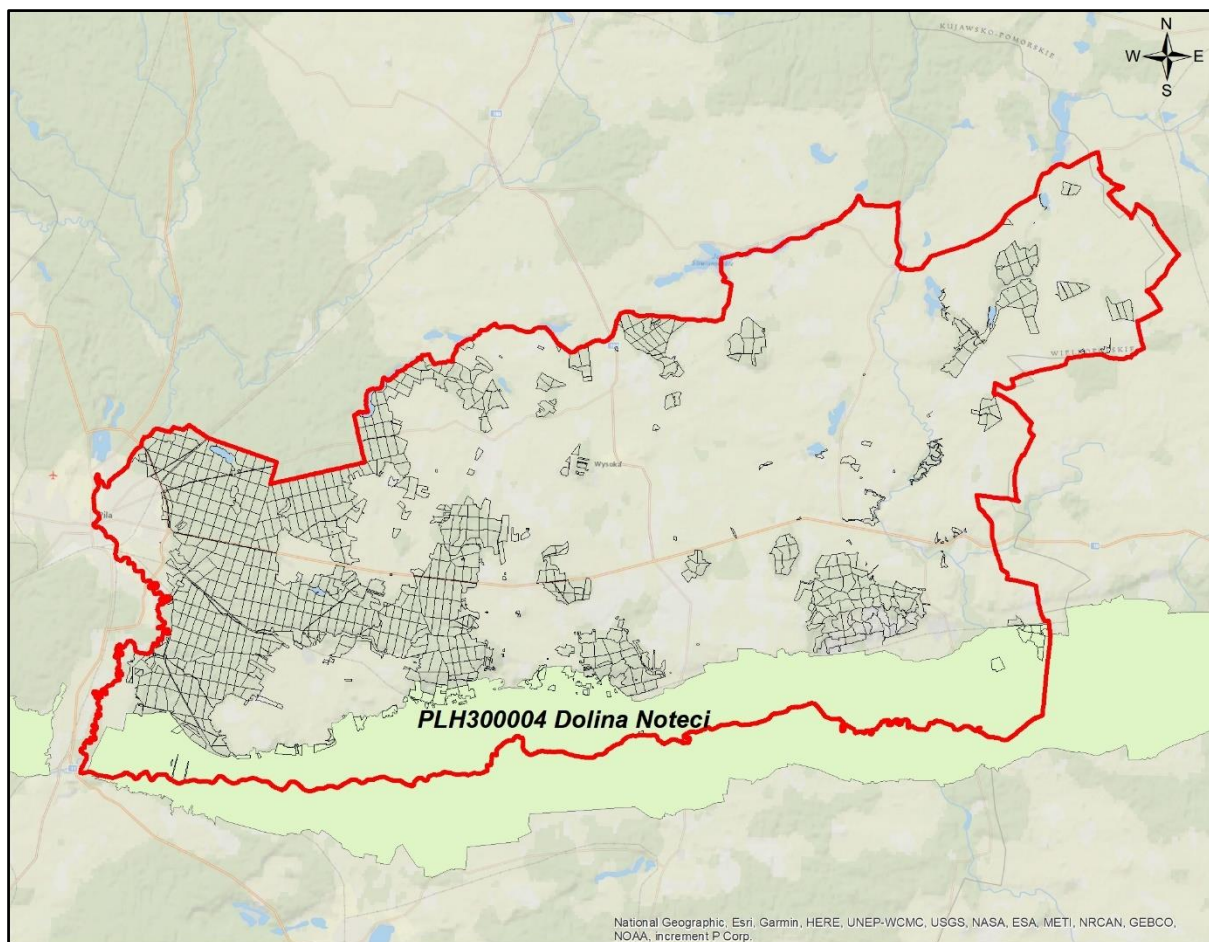 N
W E
S
KUJAWSKO-POMORSKIE
WIELKOPOLSKIE
Wysoka
Piła
PLH300004 Dolina Noteci
National Geographic, Esri, Garmin, HERE, UNEP-WCMC, USGS, NASA, ESA, METI, NRCAN, GEBCO,
NOAA, increment P Corp.